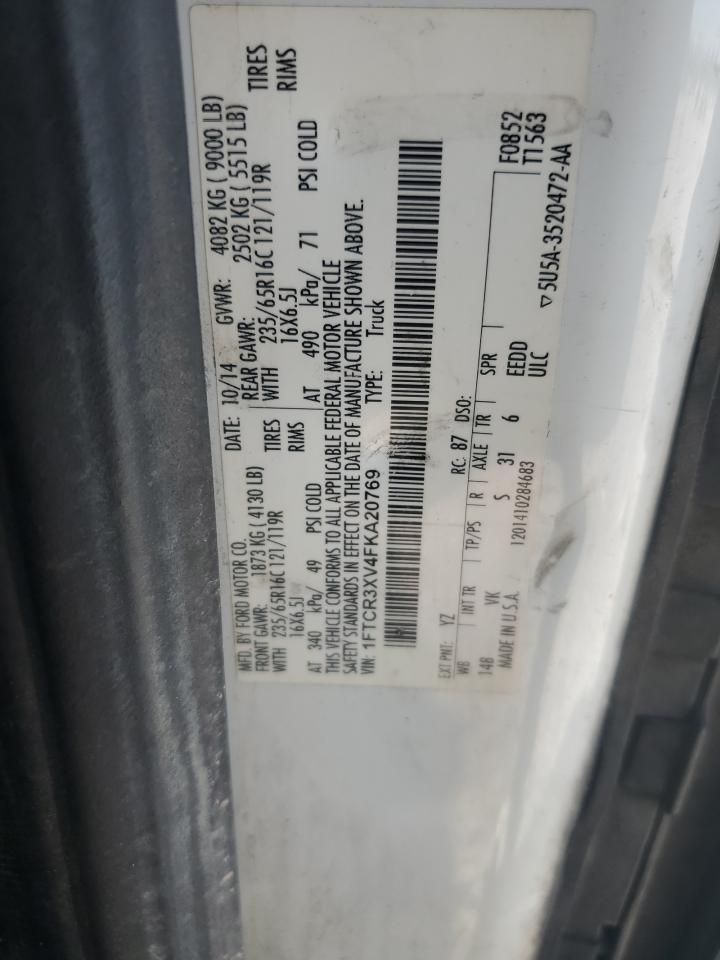 MFD. BY FORD MOTOR CO. DATE: 10/14 GVWR: 4082 KG ( 9000 LB)
FRONT GAWR: 1873 KG ( 4130 LB) REAR GAWR: 2502 KG ( 5515 LB)
WITH 235/65R16C 121/119R TIRES WITH 235/65R16C 121/119R TIRES
16X6.5J RIMS 16X6.5J RIMS
AT 340 kPa/ 49 PSI COLD AT 490 kPa/ 71 PSI COLD
THIS VEHICLE CONFORMS TO ALL APPLICABLE FEDERAL MOTOR VEHICLE
SAFETY STANDARDS IN EFFECT ON THE DATE OF MANUFACTURE SHOWN ABOVE.
VIN: 1FTCR3XV4FKA20769 TYPE: Truck
EXT PNT: YZ RC: 87 DSO: F0852
T1563
WB INT TR TP/PS R AXLE TR SPR
148 VK S 31 6 EEDD
ULC
MADE IN U.S.A. 1201410284683
▽ 5U5A-3520472-AA